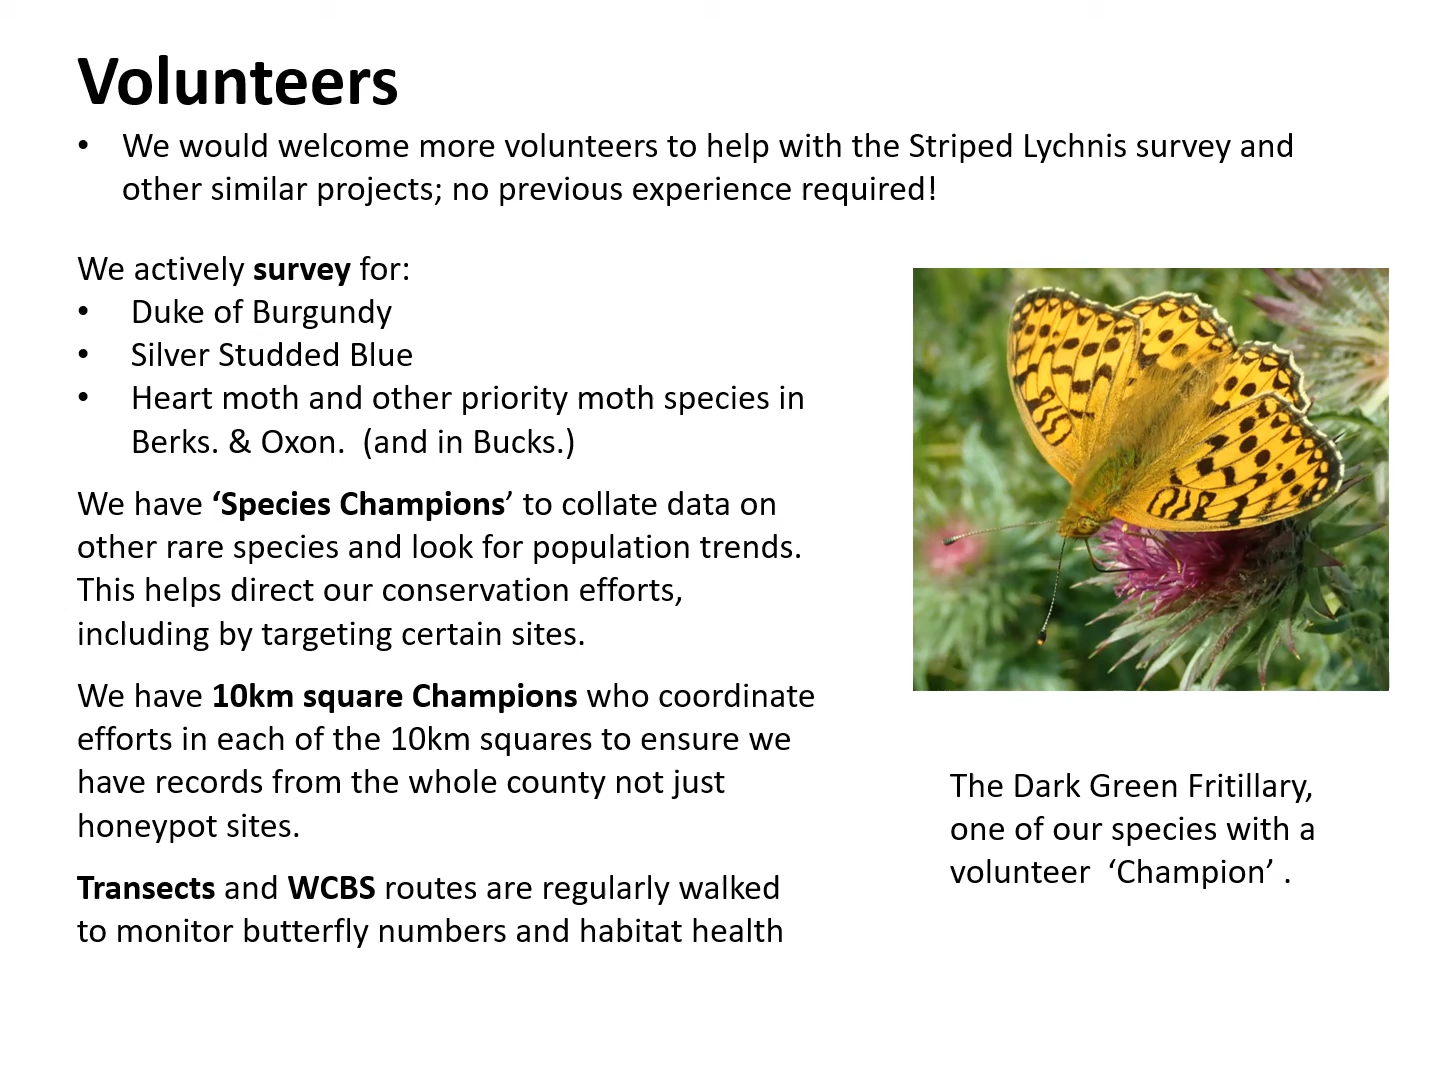 Volunteers
• We would welcome more volunteers to help with the Striped Lychnis survey and
other similar projects; no previous experience required!
We actively survey for:
• Duke of Burgundy
• Silver Studded Blue
• Heart moth and other priority moth species in
Berks. & Oxon.  (and in Bucks.)
We have ‘Species Champions’ to collate data on
other rare species and look for population trends.
This helps direct our conservation efforts,
including by targeting certain sites.
We have 10km square Champions who coordinate
efforts in each of the 10km squares to ensure we
have records from the whole county not just
honeypot sites.
Transects and WCBS routes are regularly walked
to monitor butterfly numbers and habitat health
The Dark Green Fritillary,
one of our species with a
volunteer  ‘Champion’ .